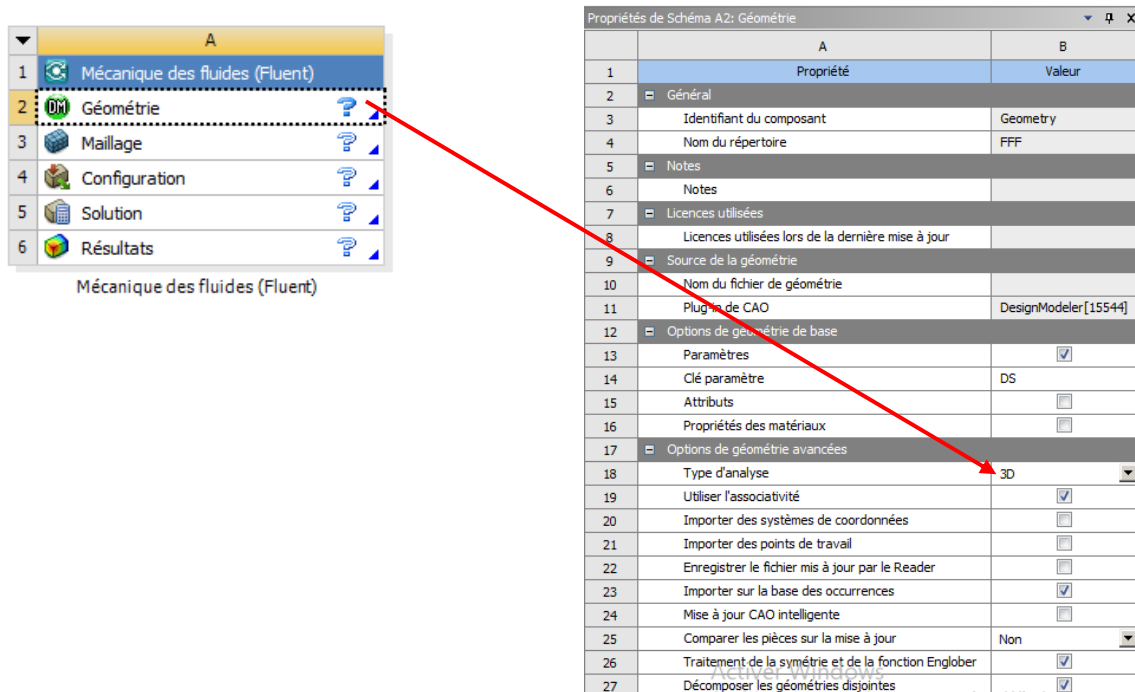 A
1 Mécanique des fluides (Fluent)
2 DM Géométrie ?
3 Maillage ?
4 Configuration ?
5 Solution ?
6 Résultats ?
Mécanique des fluides (Fluent)
Propriétés de Schéma A2: Géométrie
A B
1 Propriété Valeur
2 Général
3 Identifiant du composant Geometry
4 Nom du répertoire FFF
5 Notes
6 Notes
7 Licences utilisées
8 Licences utilisées lors de la dernière mise à jour
9 Source de la géométrie
10 Nom du fichier de géométrie
11 Plug-in de CAO DesignModeler[15544]
12 Options de géométrie de base
13 Paramètres
14 Clé paramètre DS
15 Attributs
16 Propriétés des matériaux
17 Options de géométrie avancées
18 Type d'analyse 3D
19 Utiliser l'associativité
20 Importer des systèmes de coordonnées
21 Importer des points de travail
22 Enregistrer le fichier mis à jour par le Reader
23 Importer sur la base des occurrences
24 Mise à jour CAO intelligente
25 Comparer les pièces sur la mise à jour Non
26 Traitement de la symétrie et de la fonction Englober
Activer Windows
27 Décomposer les géométries disjointes